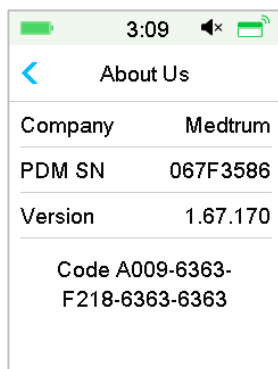 3:09
About Us
Company Medtrum
PDM SN 067F3586
Version 1.67.170
Code A009-6363-
F218-6363-6363